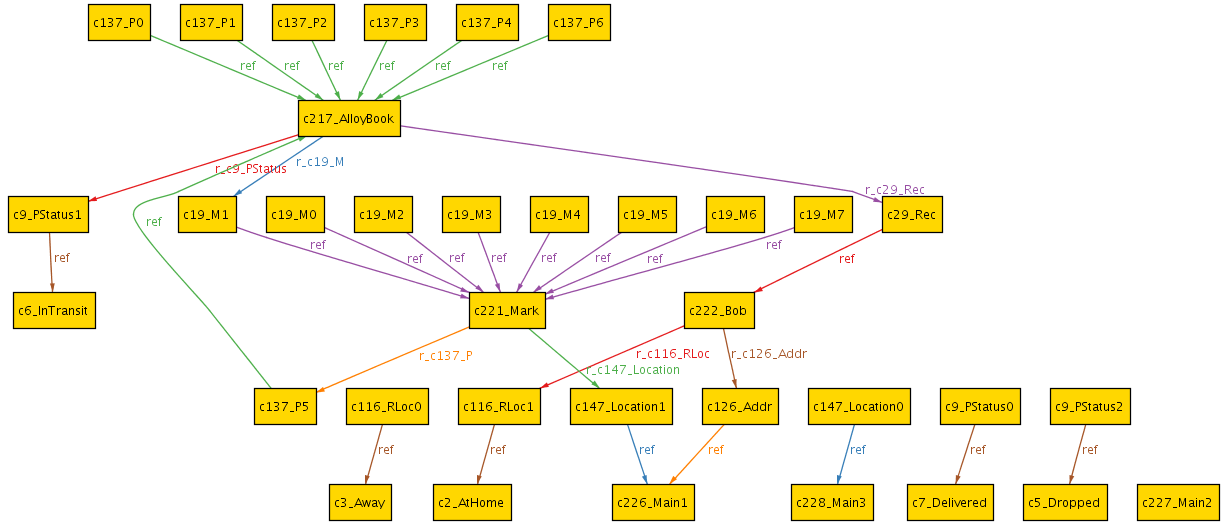 c137_P0 c137_P1 c137_P2 c137_P3 c137_P4 c137_P6
ref ref ref ref ref ref
c217_AlloyBook
r_c9_PStatus r_c19_M r_c29_Rec
c9_PStatus1 c19_M1 c19_M0 c19_M2 c19_M3 c19_M4 c19_M5 c19_M6 c19_M7 c29_Rec
ref
ref ref ref ref ref ref ref ref ref ref
c6_InTransit c221_Mark c222_Bob
r_c137_P r_c147_Location r_c116_RLoc r_c126_Addr
c137_P5 c116_RLoc0 c116_RLoc1 c147_Location1 c126_Addr c147_Location0 c9_PStatus0 c9_PStatus2
ref ref ref ref ref ref ref
c3_Away c2_AtHome c226_Main1 c228_Main3 c7_Delivered c5_Dropped c227_Main2